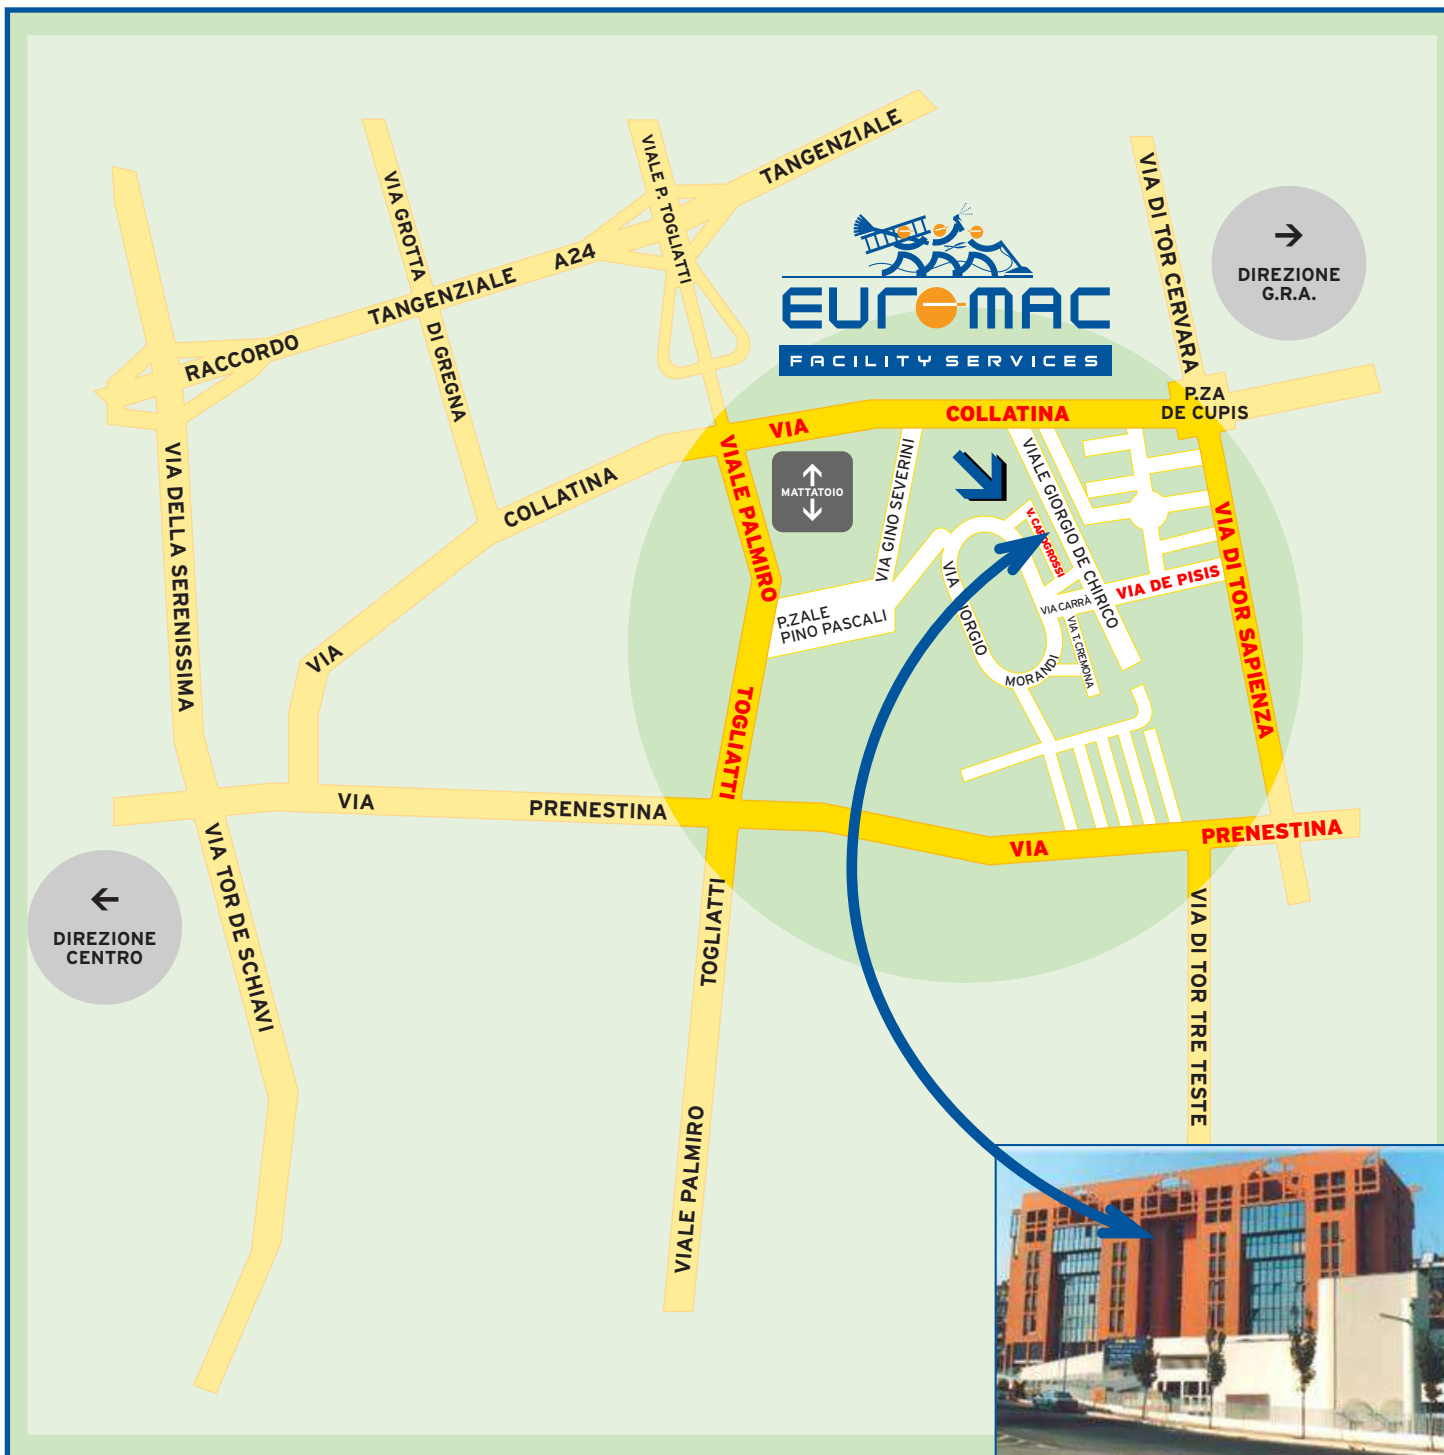 TANGENZIALE
VIALE P. TOGLIATTI
VIA GROTTA
DI GREGNA
VIA DI TOR CERVARA
→
DIREZIONE
G.R.A.
A24
TANGENZIALE
RACCORDO
EUROMAC
FACILITY SERVICES
P.ZA
DE CUPIS
VIA
COLLATINA
VIA DELLA SERENISSIMA
COLLATINA
VIA
VIALE PALMIRO
TOGLIATTI
MATTATOIO
VIA GINO SEVERINI
VIALE GIORGIO DE CHIRICO
V. CAPOGROSSI
VIA DE PISIS
VIA CARRÀ
VIA T. CREMONA
VIA GIORGIO
MORANDI
P.ZALE
PINO PASCALI
VIA DI TOR SAPIENZA
VIA
PRENESTINA
VIA
PRENESTINA
←
DIREZIONE
CENTRO
VIA TOR DE SCHIAVI
TOGLIATTI
VIALE PALMIRO
VIA DI TOR TRE TESTE